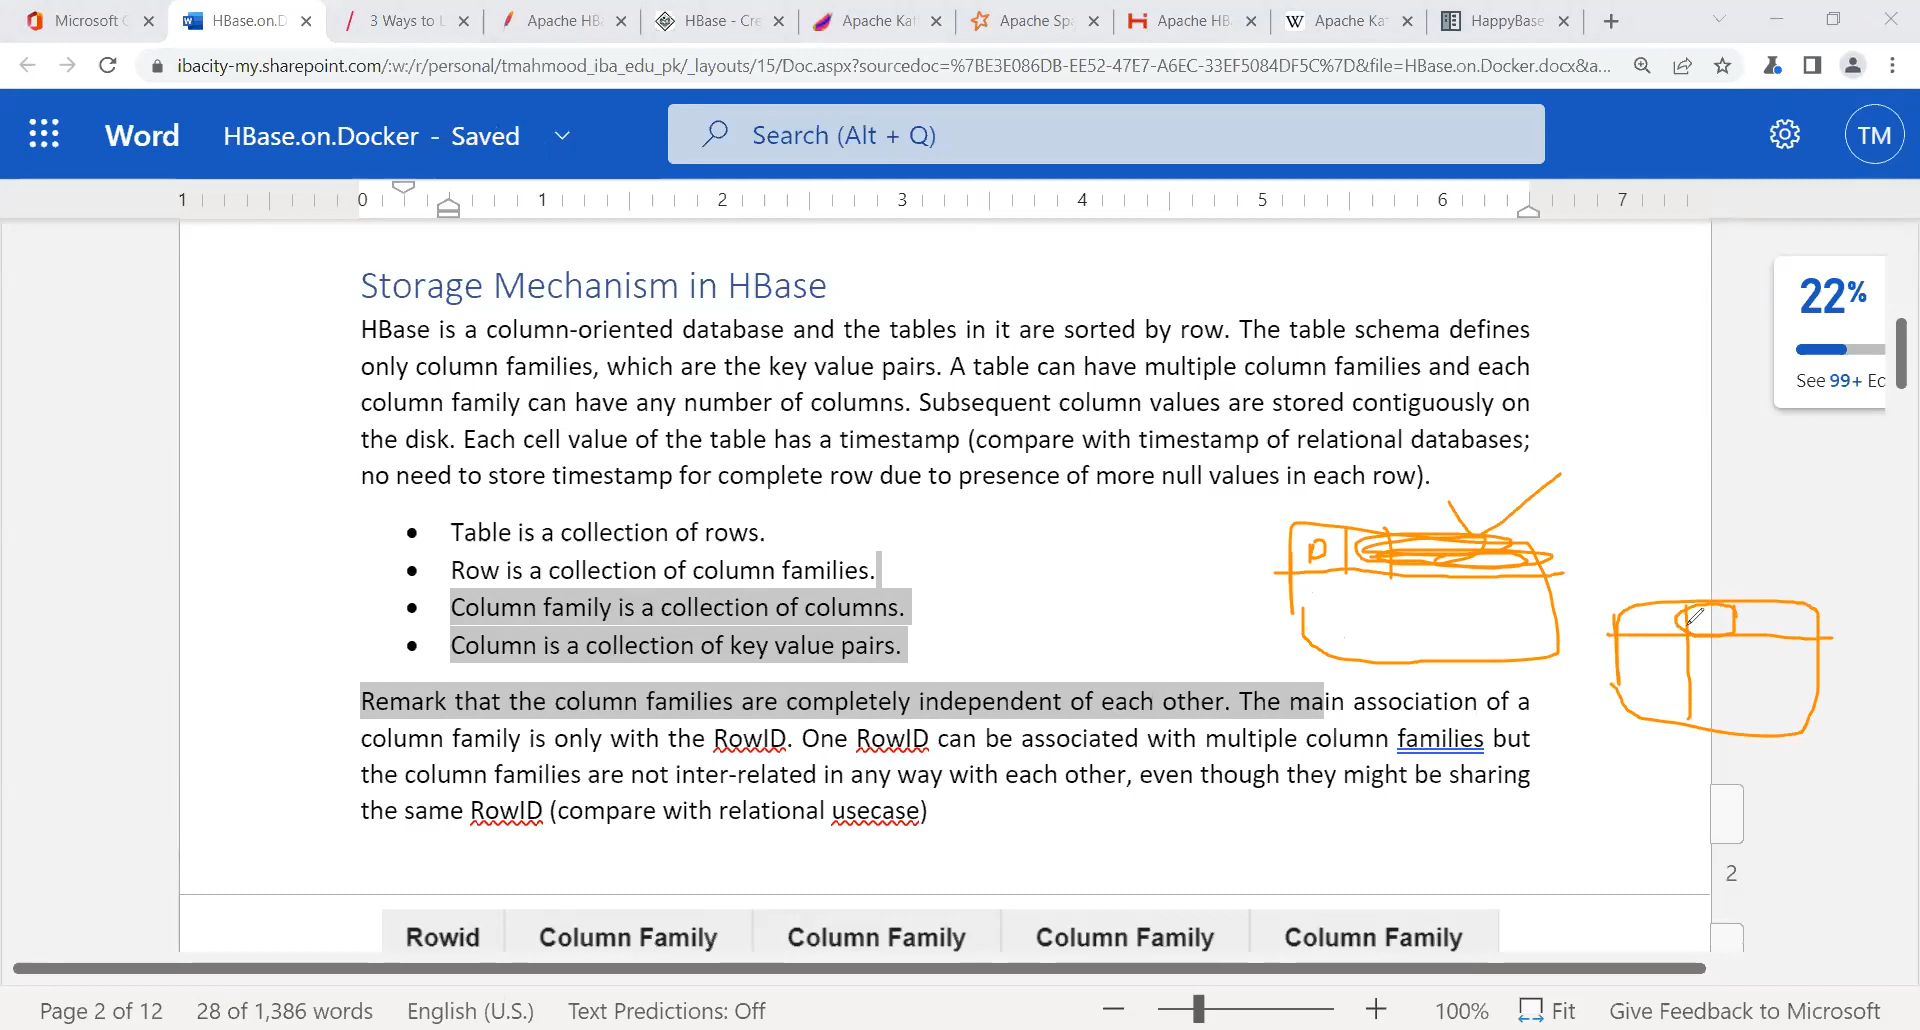 Microsoft O
HBase.on.D
3 Ways to L
Apache HBa
HBase - Cre
Apache Kaf
Apache Spa
Apache HB
Apache Ka
HappyBase
ibacity-my.sharepoint.com/:w:/r/personal/tmahmood_iba_edu_pk/_layouts/15/Doc.aspx?sourcedoc=%7BE3E086DB-EE52-47E7-A6EC-33EF5084DF5C%7D&file=HBase.on.Docker.docx&a...
Word HBase.on.Docker - Saved
Search (Alt + Q)
TM
1 0 1 2 3 4 5 6 7
Storage Mechanism in HBase
HBase is a column-oriented database and the tables in it are sorted by row. The table schema defines
only column families, which are the key value pairs. A table can have multiple column families and each
column family can have any number of columns. Subsequent column values are stored contiguously on
the disk. Each cell value of the table has a timestamp (compare with timestamp of relational databases;
no need to store timestamp for complete row due to presence of more null values in each row).
• Table is a collection of rows.
• Row is a collection of column families.
• Column family is a collection of columns.
• Column is a collection of key value pairs.
Remark that the column families are completely independent of each other. The main association of a
column family is only with the RowID. One RowID can be associated with multiple column families but
the column families are not inter-related in any way with each other, even though they might be sharing
the same RowID (compare with relational usecase)
22%
See 99+ Ed
2
Rowid Column Family Column Family Column Family Column Family
Page 2 of 12 28 of 1,386 words English (U.S.) Text Predictions: Off
100% Fit Give Feedback to Microsoft